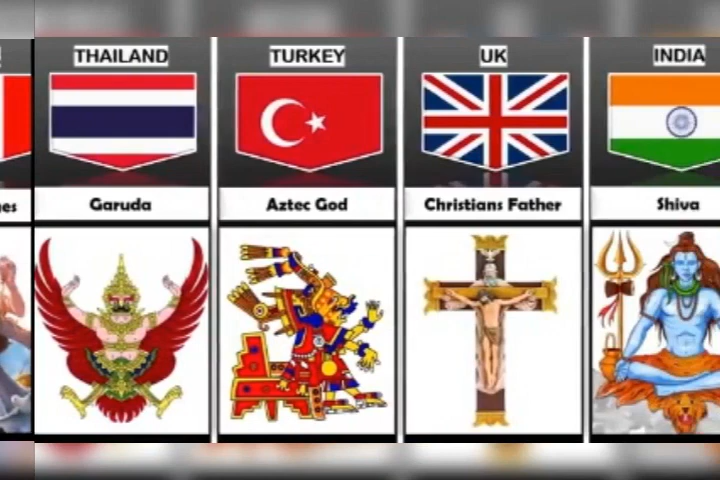 THAILAND
TURKEY
UK
INDIA
Garuda
Aztec God
Christians Father
Shiva